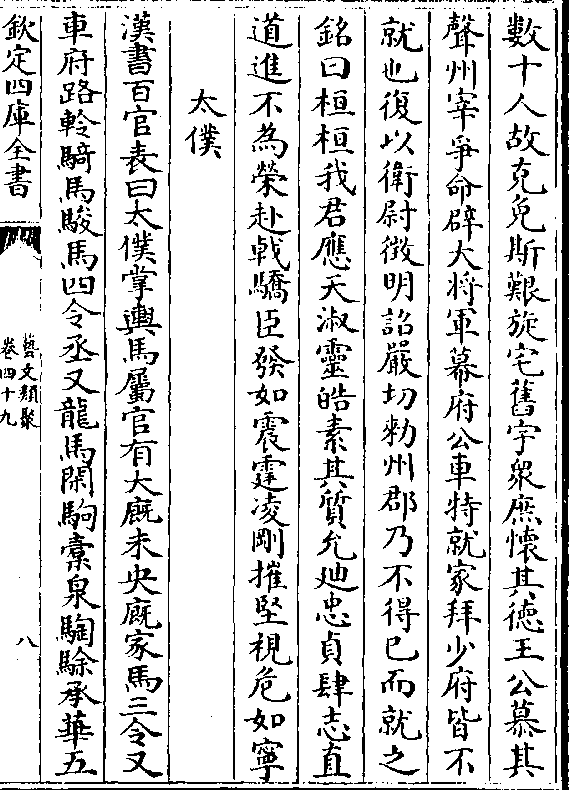 數十人故克免斯艱旋宅舊宇衆庶懷其徳王公慕其
聲州宰爭命辟大將軍幕府公車特就家拜少府皆不
就也復以衛尉徴明詔嚴切勑州郡乃不得已而就之
銘曰桓桓我君應天淑靈皓素其質允廸忠貞肆志直
道進不為榮赴戟驕臣發如震霆凌剛摧堅視危如寧
太僕
漢書百官表曰太僕掌輿馬屬官有大廐未央廐家馬三令又
車府路軨騎馬駿馬四令丞又龍馬閑駒槖泉騊駼承華五
欽定四庫全書
藝文類聚
卷四十九
八